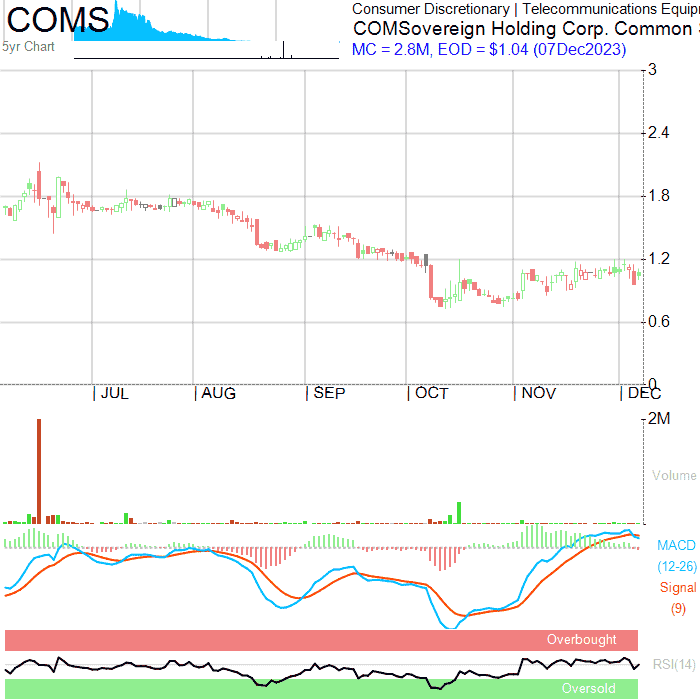 COMS
5yr Chart
Consumer Discretionary | Telecommunications Equip
COMSovereign Holding Corp. Common
MC = 2.8M, EOD = $1.04 (07Dec2023)
3
2.4
1.8
1.2
0.6
0
| JUL | AUG | SEP | OCT | NOV | DEC
2M
Volume
MACD
(12-26)
Signal
(9)
Overbought
RSI(14)
Oversold